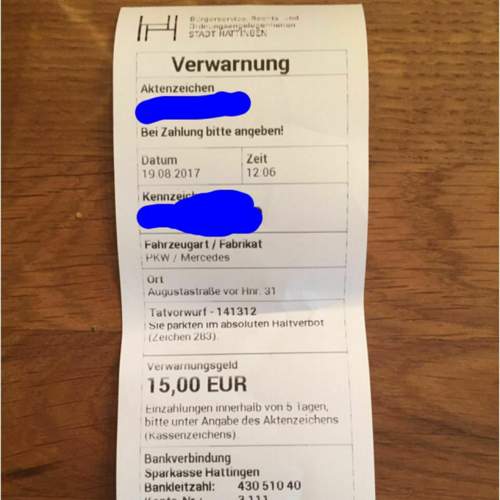 Bürgerservice, Rechts- und
Ordnungsangelegenheiten
STADT HATTINGEN
Verwarnung
Aktenzeichen
Bei Zahlung bitte angeben!
Datum Zeit
19.08.2017 12:06
Fahrzeugart / Fabrikat
PKW / Mercedes
Ort
Augustastraße vor Hnr. 31
Tatvorwurf - 141312
Sie parkten im absoluten Haltverbot
(Zeichen 283).
Verwarnungsgeld
15,00 EUR
Einzahlungen innerhalb von 5 Tagen,
bitte unter Angabe des Aktenzeichens
(Kassenzeichens)
Bankverbindung
Sparkasse Hattingen
Bankleitzahl: 430 510 40